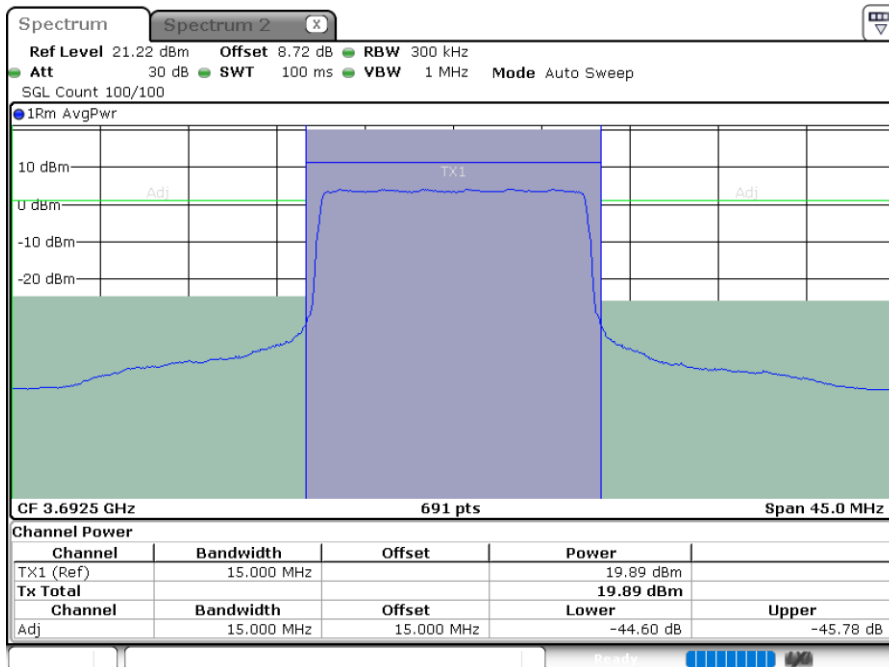 Spectrum Spectrum 2 X
Ref Level 21.22 dBm Offset 8.72 dB RBW 300 kHz
Att 30 dB SWT 100 ms VBW 1 MHz Mode Auto Sweep
SGL Count 100/100
1Rm AvgPwr
10 dBm
TX1
Adj Adj
0 dBm
-10 dBm
-20 dBm
CF 3.6925 GHz 691 pts Span 45.0 MHz
Channel Power
Channel Bandwidth Offset Power
TX1 (Ref) 15.000 MHz 19.89 dBm
Tx Total 19.89 dBm
Channel Bandwidth Offset Lower Upper
Adj 15.000 MHz 15.000 MHz -44.60 dB -45.78 dB
Ready